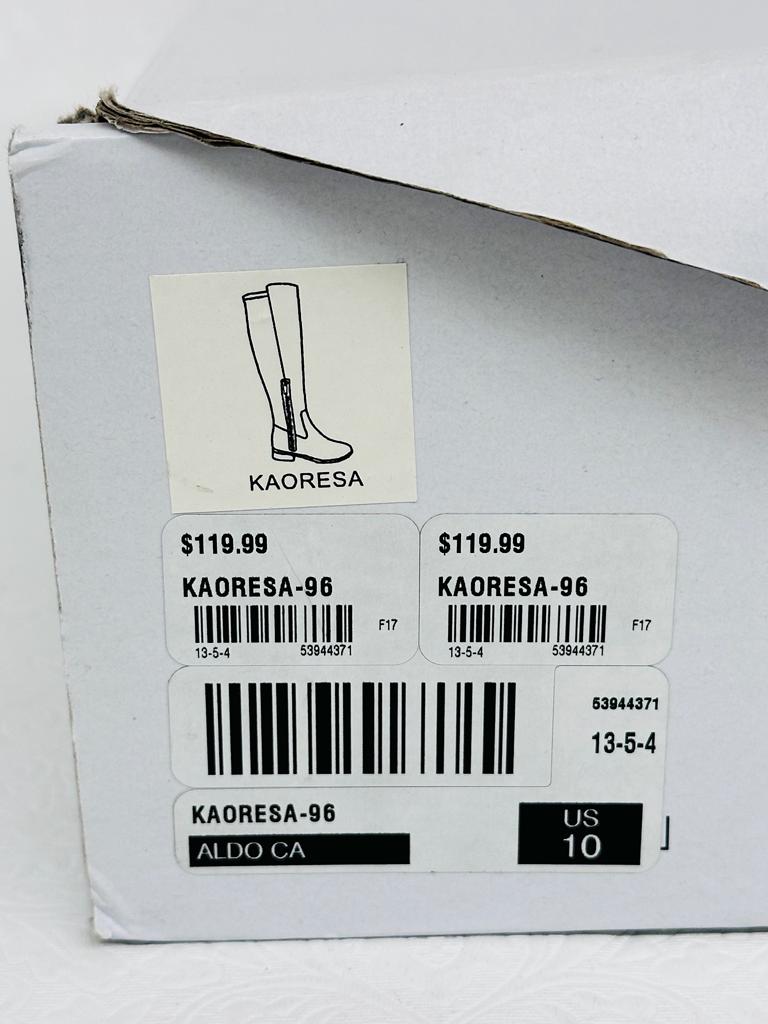 KAORESA
$119.99
KAORESA-96
F17
13-5-4 53944371
$119.99
KAORESA-96
F17
13-5-4 53944371
53944371
13-5-4
KAORESA-96
ALDO CA
US
10